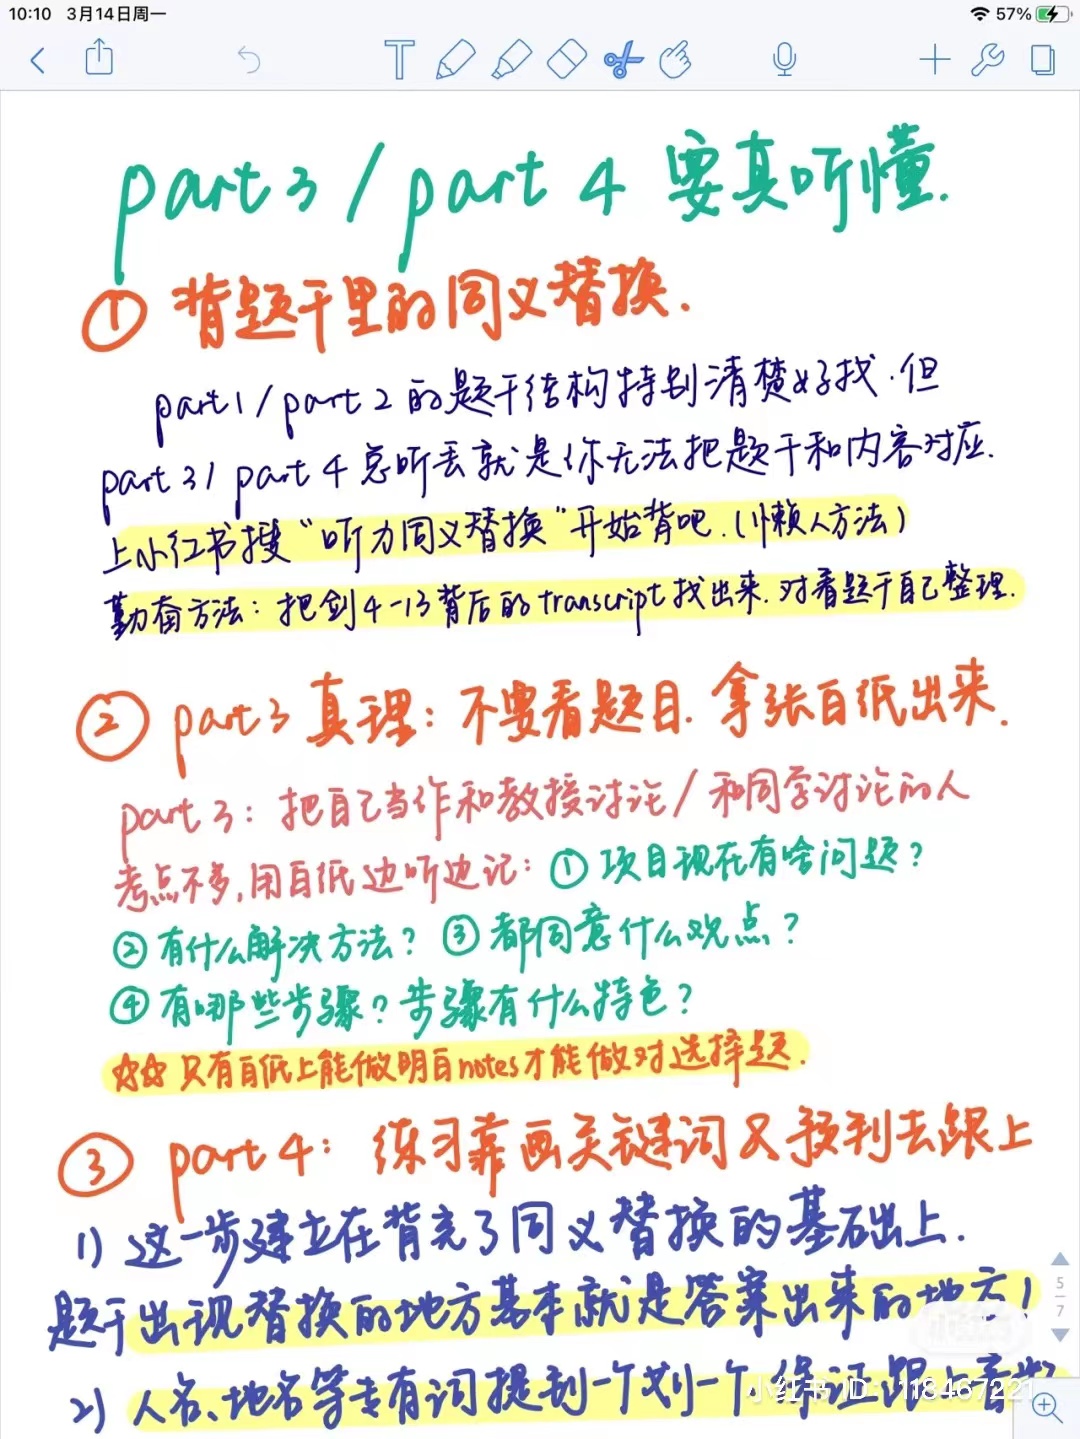 10:10 3月14日周一
57%
part 3 / part 4 要真听懂.
① 背题干里的同义替换.
part1/part2 的题干结构特别清楚好找.但
part3/part4总听丢就是你无法把题干和内容对应.
上小红书搜“听力同义替换”开始背吧.(懒人方法)
勤奋方法:把剑4-13背后的transcript找出来.对着题干自己整理.
② part3真理:不要看题目.拿张白纸出来.
part 3:把自己当作和教授讨论/和同学讨论的人
考点不多,用白纸边听边记:①项目现在有啥问题?
②有什么解决方法?③都同意什么观点?
④有哪些步骤?步骤有什么特色?
☆☆只有白纸上能做明白notes才能做对选择题.
③ part 4:练习靠画关键词及预判去跟上
1)这一步建立在背完了同义替换的基础上.
题干出现替换的地方基本就是答案出来的地方!
5
7
2)人名、地名等专有词提到一个划一个.保证跟上
小红书 ID: 118467221